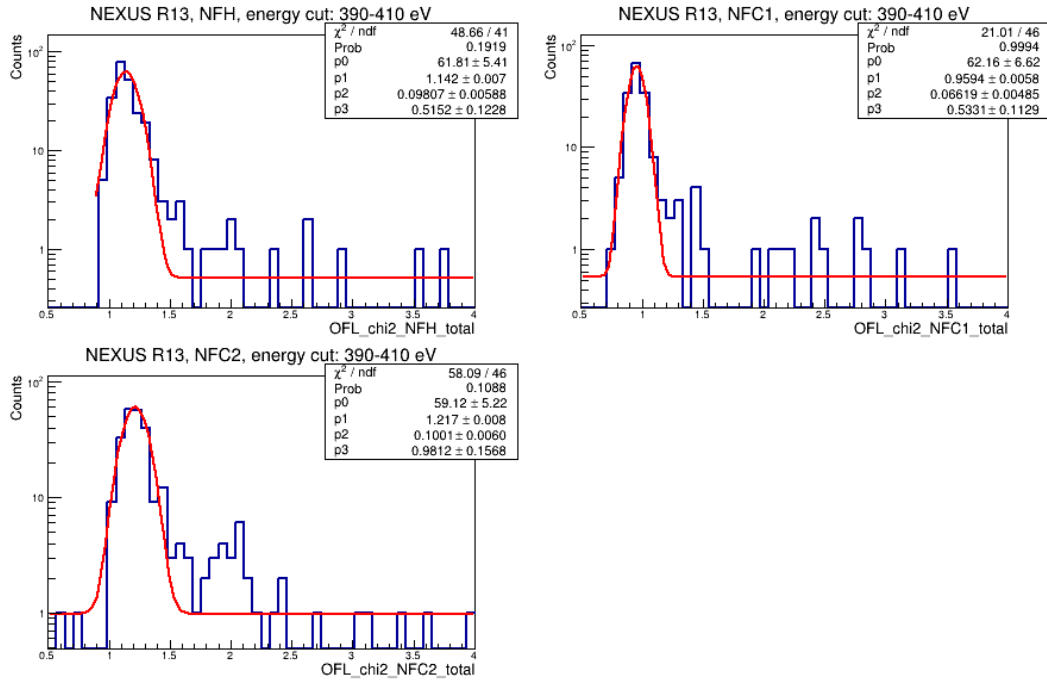 NEXUS R13, NFH, energy cut: 390-410 eV
χ² / ndf 48.66 / 41
Prob 0.1919
p0 61.81 ± 5.41
p1 1.142 ± 0.007
p2 0.09807 ± 0.00588
p3 0.5152 ± 0.1228
Counts
10²
10
1
0.5 1 1.5 2 2.5 3 3.5 4
OFL_chi2_NFH_total
NEXUS R13, NFC1, energy cut: 390-410 eV
χ² / ndf 21.01 / 46
Prob 0.9994
p0 62.16 ± 6.62
p1 0.9594 ± 0.0058
p2 0.06619 ± 0.00485
p3 0.5331 ± 0.1129
Counts
10²
10
1
0.5 1 1.5 2 2.5 3 3.5 4
OFL_chi2_NFC1_total
NEXUS R13, NFC2, energy cut: 390-410 eV
χ² / ndf 58.09 / 46
Prob 0.1088
p0 59.12 ± 5.22
p1 1.217 ± 0.008
p2 0.1001 ± 0.0060
p3 0.9812 ± 0.1568
Counts
10²
10
1
0.5 1 1.5 2 2.5 3 3.5 4
OFL_chi2_NFC2_total